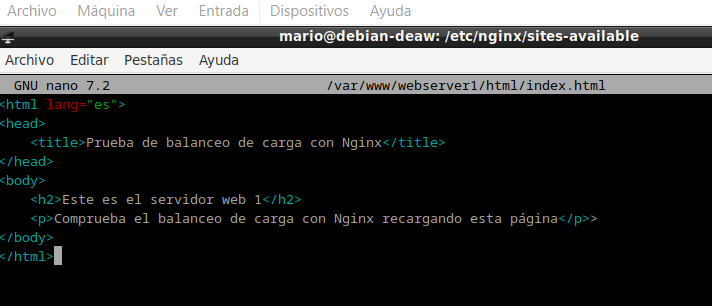 Archivo Máquina Ver Entrada Dispositivos Ayuda
mario@debian-deaw: /etc/nginx/sites-available
Archivo Editar Pestañas Ayuda
GNU nano 7.2 /var/www/webserver1/html/index.html
<html lang="es">
<head>
    <title>Prueba de balanceo de carga con Nginx</title>
</head>
<body>
    <h2>Este es el servidor web 1</h2>
    <p>Comprueba el balanceo de carga con Nginx recargando esta página</p>>
</body>
</html>